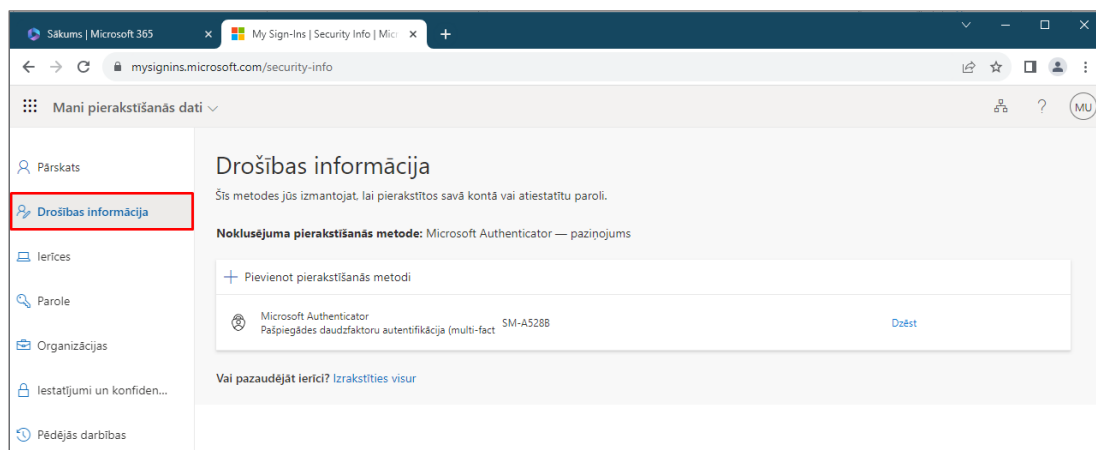 Sākums | Microsoft 365
My Sign-Ins | Security Info | Micr
mysignins.microsoft.com/security-info
Mani pierakstīšanās dati
?
MU
Pārskats
Drošības informācija
Ierīces
Parole
Organizācijas
Iestatījumi un konfiden...
Pēdējās darbības
Drošības informācija
Šīs metodes jūs izmantojat, lai pierakstītos savā kontā vai atiestatītu paroli.
Noklusējuma pierakstīšanās metode: Microsoft Authenticator — paziņojums
Pievienot pierakstīšanās metodi
Microsoft Authenticator
Pašpiegādes daudzfaktoru autentifikācija (multi-fact
SM-A528B
Dzēst
Vai pazaudējāt ierīci? Izrakstīties visur